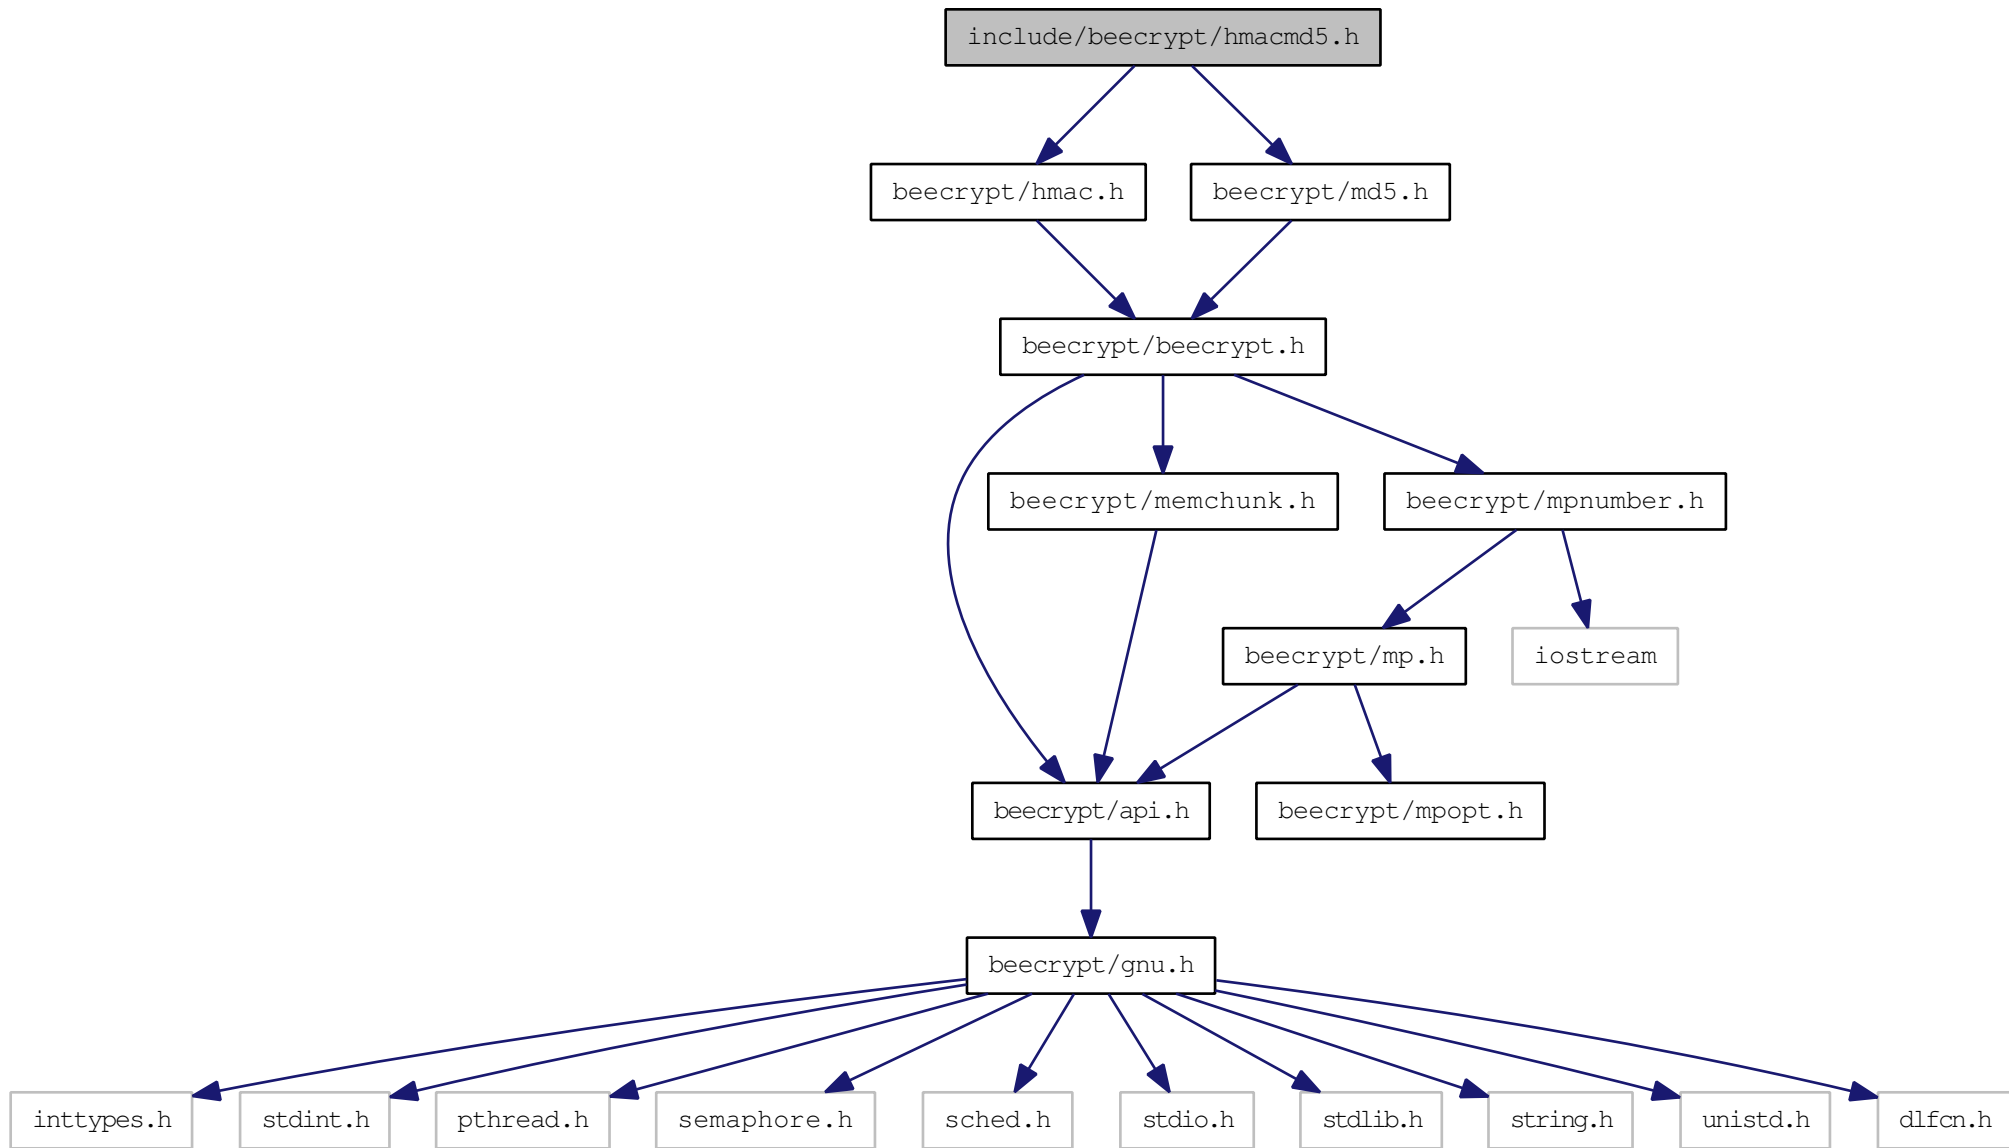 include/beecrypt/hmacmd5.h
beecrypt/hmac.h
beecrypt/md5.h
beecrypt/beecrypt.h
beecrypt/memchunk.h
beecrypt/mpnumber.h
beecrypt/mp.h
iostream
beecrypt/api.h
beecrypt/mpopt.h
beecrypt/gnu.h
inttypes.h
stdint.h
pthread.h
semaphore.h
sched.h
stdio.h
stdlib.h
string.h
unistd.h
dlfcn.h